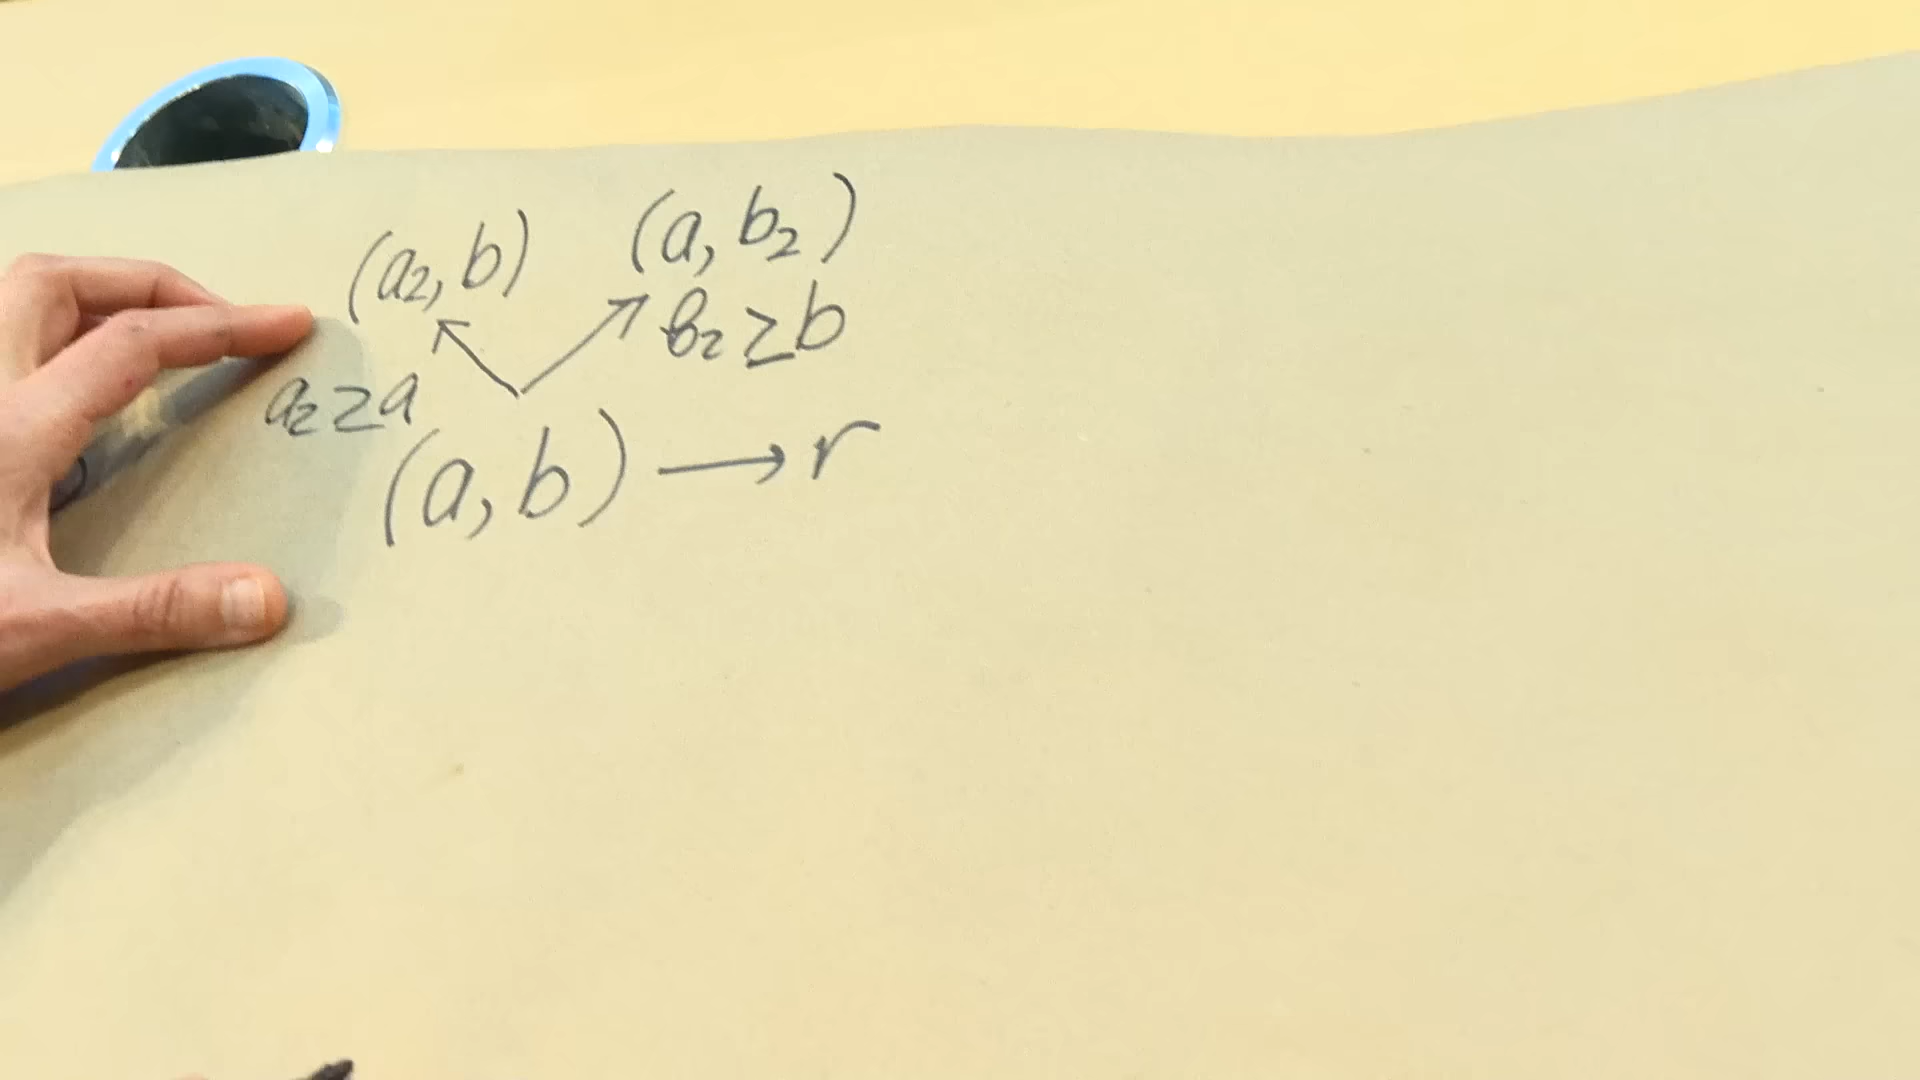 (a₂, b) (a, b₂)
b₂ ≥ b
a₂ ≥ a
(a, b) → r